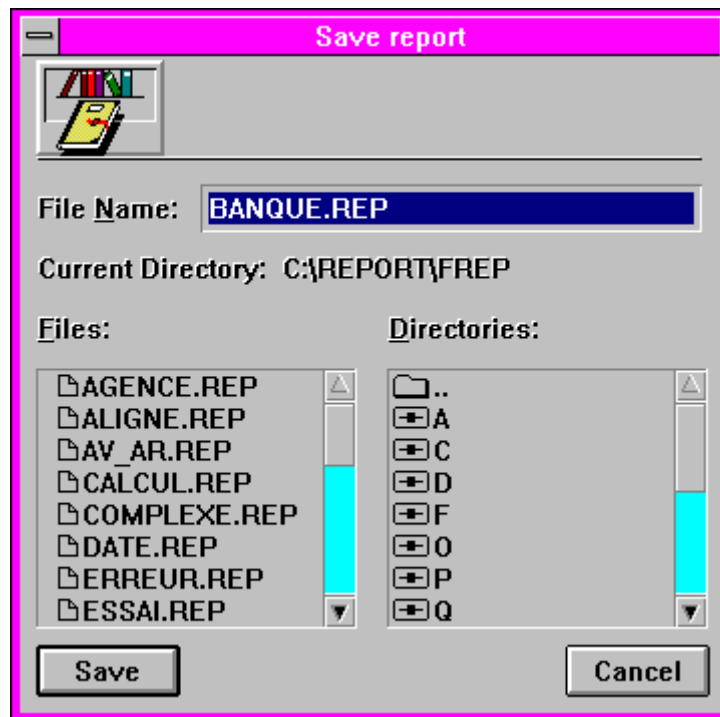 Save report
File Name: BANQUE.REP
Current Directory: C:\REPORT\FREP
Files:
AGENCE.REP
ALIGNE.REP
AV_AR.REP
CALCUL.REP
COMPLEXE.REP
DATE.REP
ERREUR.REP
ESSAI.REP
Directories:
..
A
C
D
F
O
P
Q
Save
Cancel